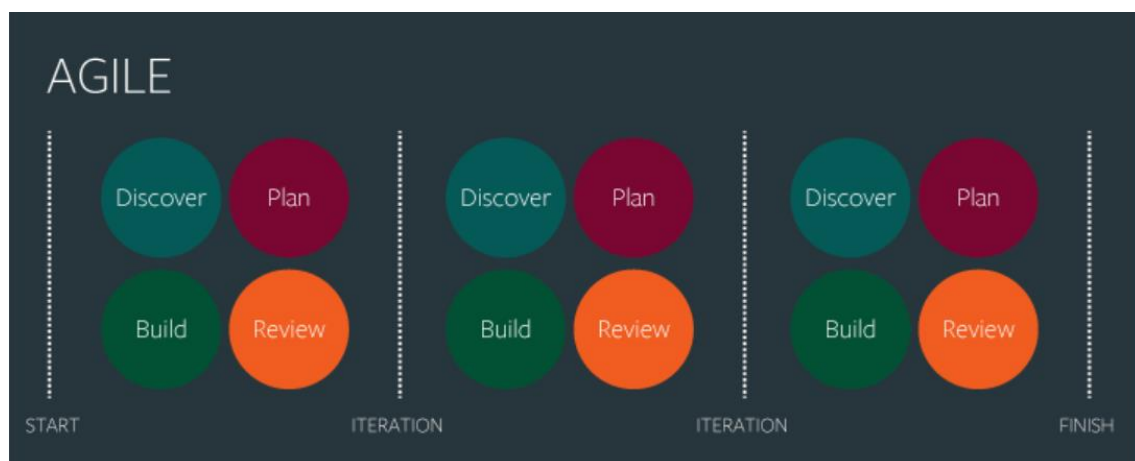 AGILE
Discover Plan Discover Plan Discover Plan
Build Review Build Review Build Review
START ITERATION ITERATION FINISH